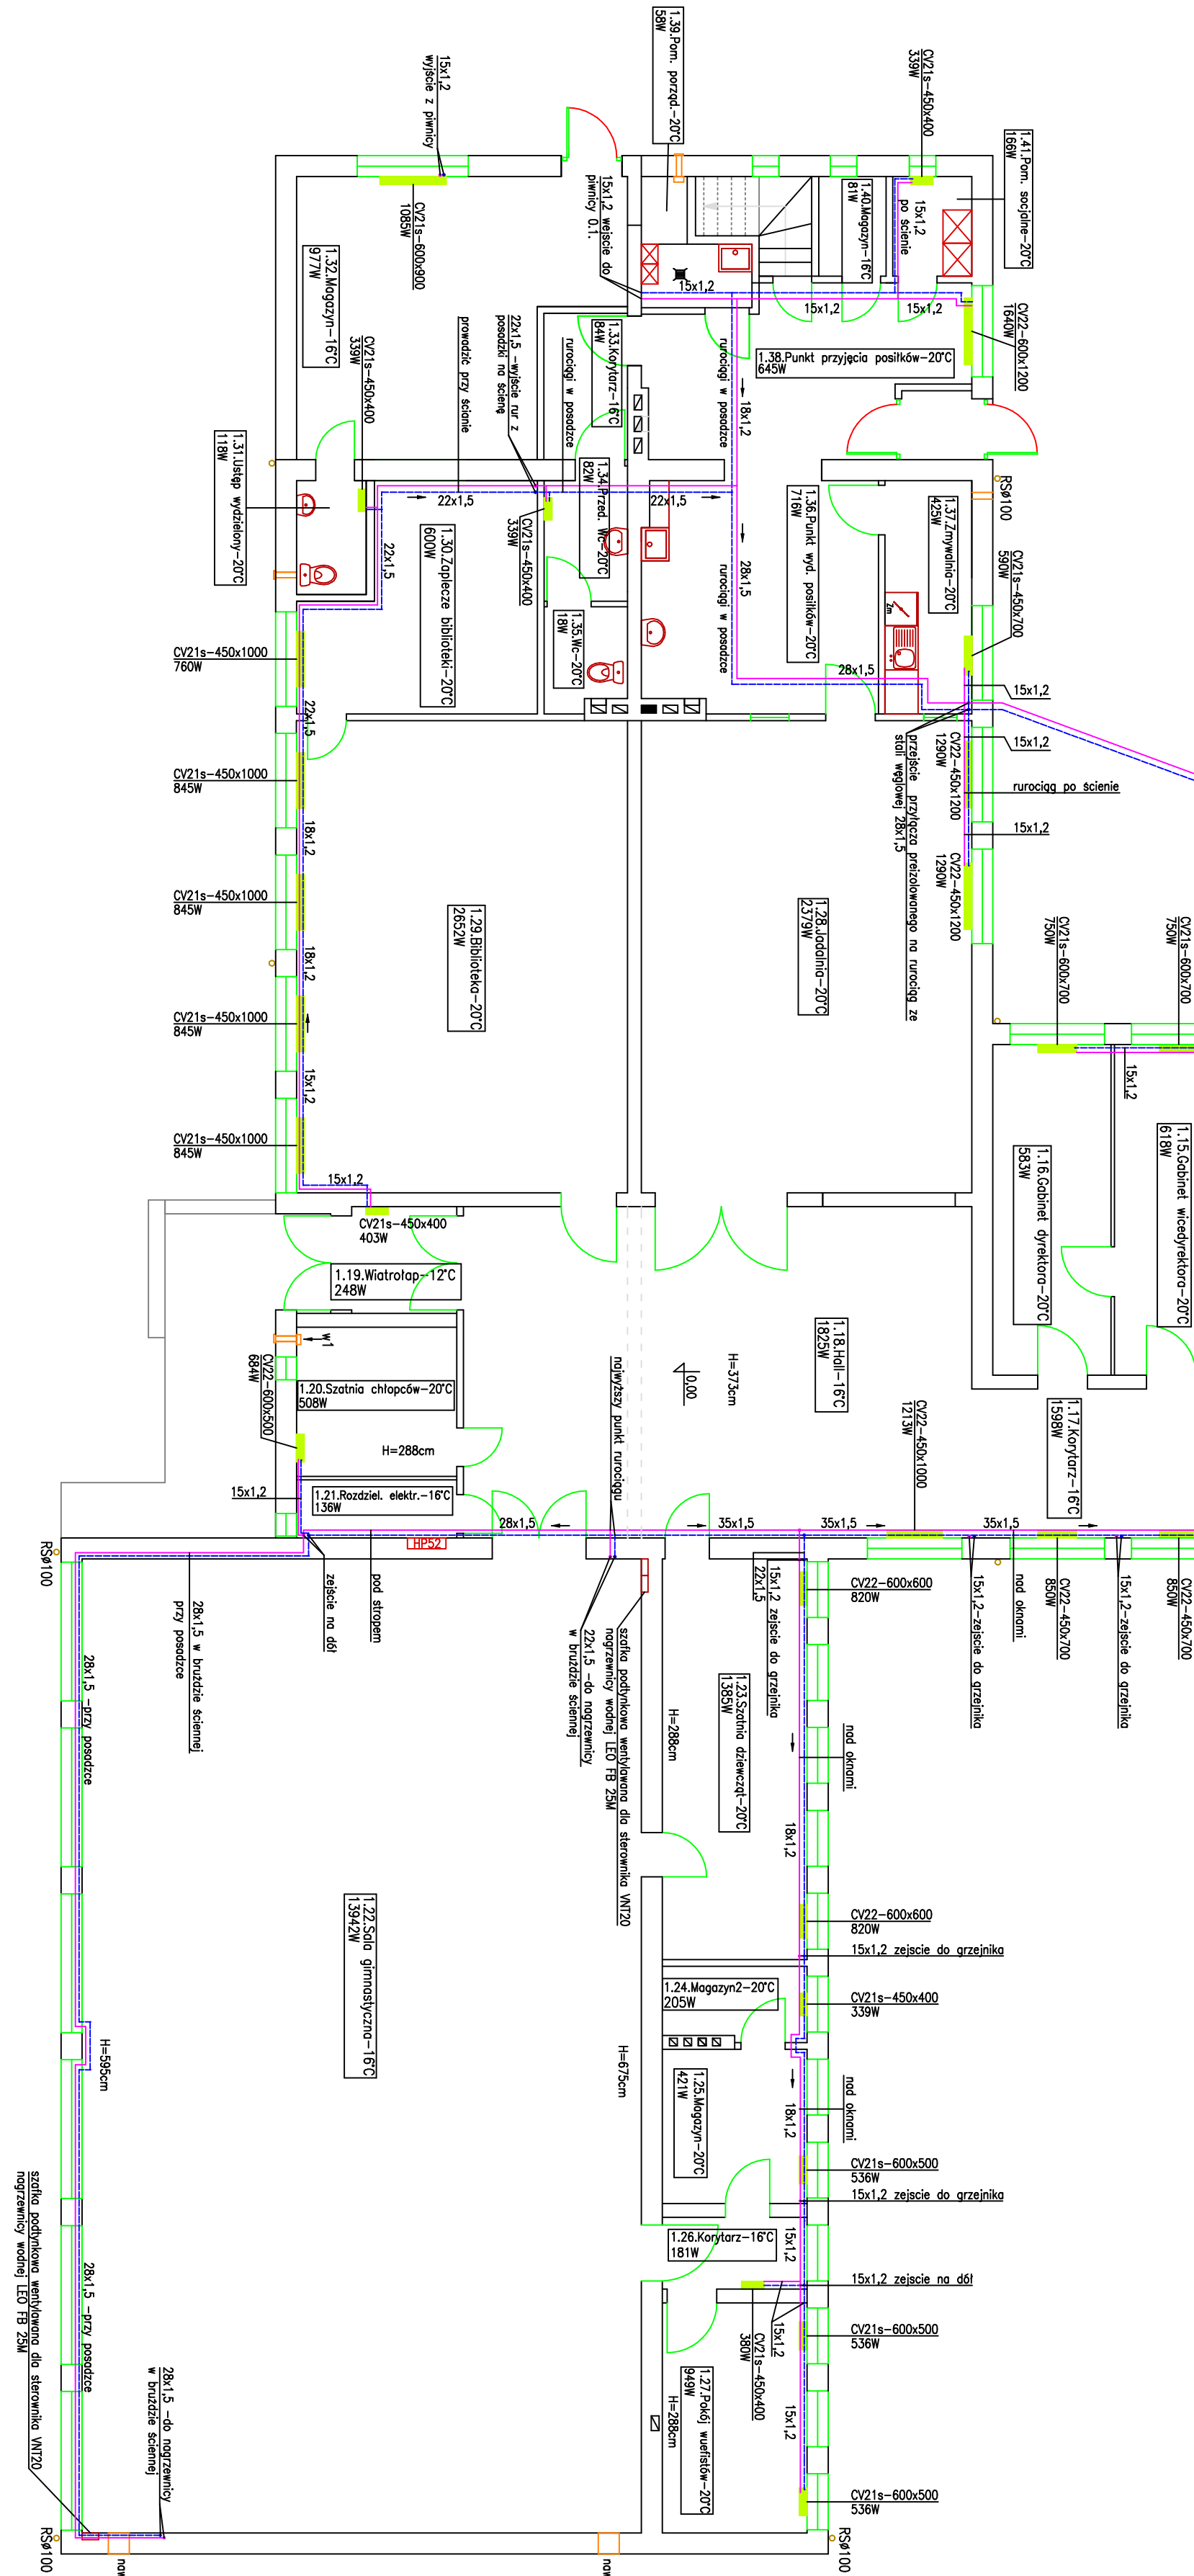 1.39.Pom. porząd.-20°C
58W
CV21s-450x400
339W
1.41.Pom. socjalne-20°C
166W
15x1,2
wyjście z piwnicy
CV21s-600x900
1085W
15x1,2 wejscie do
piwnicy 0.1.
1.40.Magazyn-16°C
81W
15x1,2
po ścienie
15x1,2
15x1,2
15x1,2
CV22-600x1200
1640W
1.32.Magazyn-16°C
977W
CV21s-450x400
339W
prowadzic przy ścianie
22x1,5 -wyjście rur z
posadzki na ścienę
rurociągi w posadzce
1.33.Korytarz-16°C
84W
rurociągi w posadzce
18x1,2
1.38.Punkt przyjęcia posiłków-20°C
645W
1.31.Ustęp wydzielony-20°C
118W
22x1,5
22x1,5
1.30.Zaplecze biblioteki-20°C
600W
CV21s-450x400
339W
1.34.Przed. Wc-20°C
82W
1.35.Wc-20°C
18W
22x1,5
28x1,5
rurociągi w posadzce
1.36.Punkt wyd. posiłków-20°C
716W
Zm
1.37.Zmywalnia-20°C
425W
RSø100
CV21s-450x700
590W
28x1,5
15x1,2
15x1,2
CV22-450x1200
1290W
rurociąg po ścienie
15x1,2
CV22-450x1200
1290W
przejście przyłącza preizolowanego na rurociąg ze
stali węglowej 28x1,5
CV21s-450x1000
760W
22x1,5
CV21s-450x1000
845W
18x1,2
CV21s-450x1000
845W
18x1,2
CV21s-450x1000
845W
15x1,2
CV21s-450x1000
845W
15x1,2
1.29.Biblioteka-20°C
2652W
1.28.Jadalnia-20°C
2379W
CV21s-600x700
750W
CV21s-600x700
750W
15x1,2
1.16.Gabinet dyrektora-20°C
583W
1.15.Gabinet wicedyrektora-20°C
618W
CV21s-450x400
403W
1.19.Wiatrołap-12°C
248W
w1
CV22-600x500
684W
1.20.Szatnia chłopców-20°C
508W
H=288cm
1.21.Rozdziel. elektr.-16°C
136W
15x1,2
1.18.Hall-16°C
1825W
H=373cm
0,00
najwyższy punkt rurociągu
CV22-450x1000
1213W
1.17.Korytarz-16°C
1598W
28x1,5
35x1,5
35x1,5
35x1,5
HP52
RSø100
28x1,5 w bruździe ściennej
przy posadzce
zejście na dół
pod stropem
28x1,5 -przy posadzce
22x1,5 -do nagrzewnicy
w bruździe ściennej
szafka podtynkowa wentylawana dla sterownika VNT20
nagrzewnicy wodnej LEO FB 25M
H=288cm
15x1,2 zejscie do grzejnika
22x1,5
CV22-600x600
820W
15x1,2-zejscie do grzejnika
nad oknami
CV22-450x700
850W
15x1,2-zejscie do grzejnika
CV22-450x700
850W
1.23.Szatnia dziewcząt-20°C
1385W
nad oknami
18x1,2
CV22-600x600
820W
15x1,2 zejscie do grzejnika
1.24.Magazyn2-20°C
205W
CV21s-450x400
339W
1.22.Sala gimnastyczna-16°C
13942W
H=595cm
H=675cm
1.25.Magazyn-20°C
421W
18x1,2
nad oknami
CV21s-600x500
536W
15x1,2 zejscie do grzejnika
1.26.Korytarz-16°C
181W
15x1,2
15x1,2 zejscie na dół
CV21s-600x500
536W
15x1,2
CV21s-450x400
380W
1.27.Pokój wuefistów-20°C
949W
H=288cm
15x1,2
CV21s-600x500
536W
28x1,5 -przy posadzce
28x1,5 -do nagrzewnicy
w bruździe ściennej
szafka podtynkowa wentylawana dla sterownika VNT20
nagrzewnicy wodnej LEO FB 25M
RSø100
RSø100
naw
naw